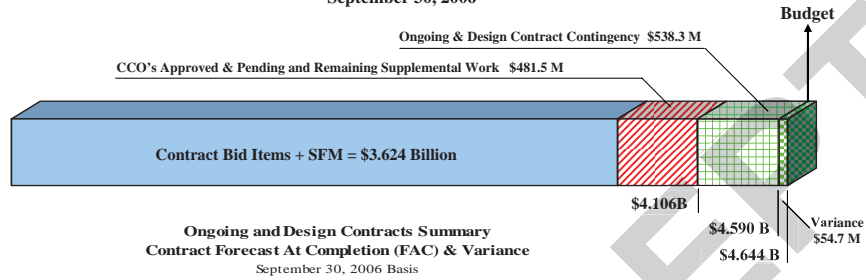 September 30, 2006
Budget
Ongoing & Design Contract Contingency $538.3 M
CCO's Approved & Pending and Remaining Supplemental Work $481.5 M
Contract Bid Items + SFM = $3.624 Billion
$4.106B
$4.590 B
$4.644 B
Variance
$54.7 M
Ongoing and Design Contracts Summary
Contract Forecast At Completion (FAC) & Variance
September 30, 2006 Basis